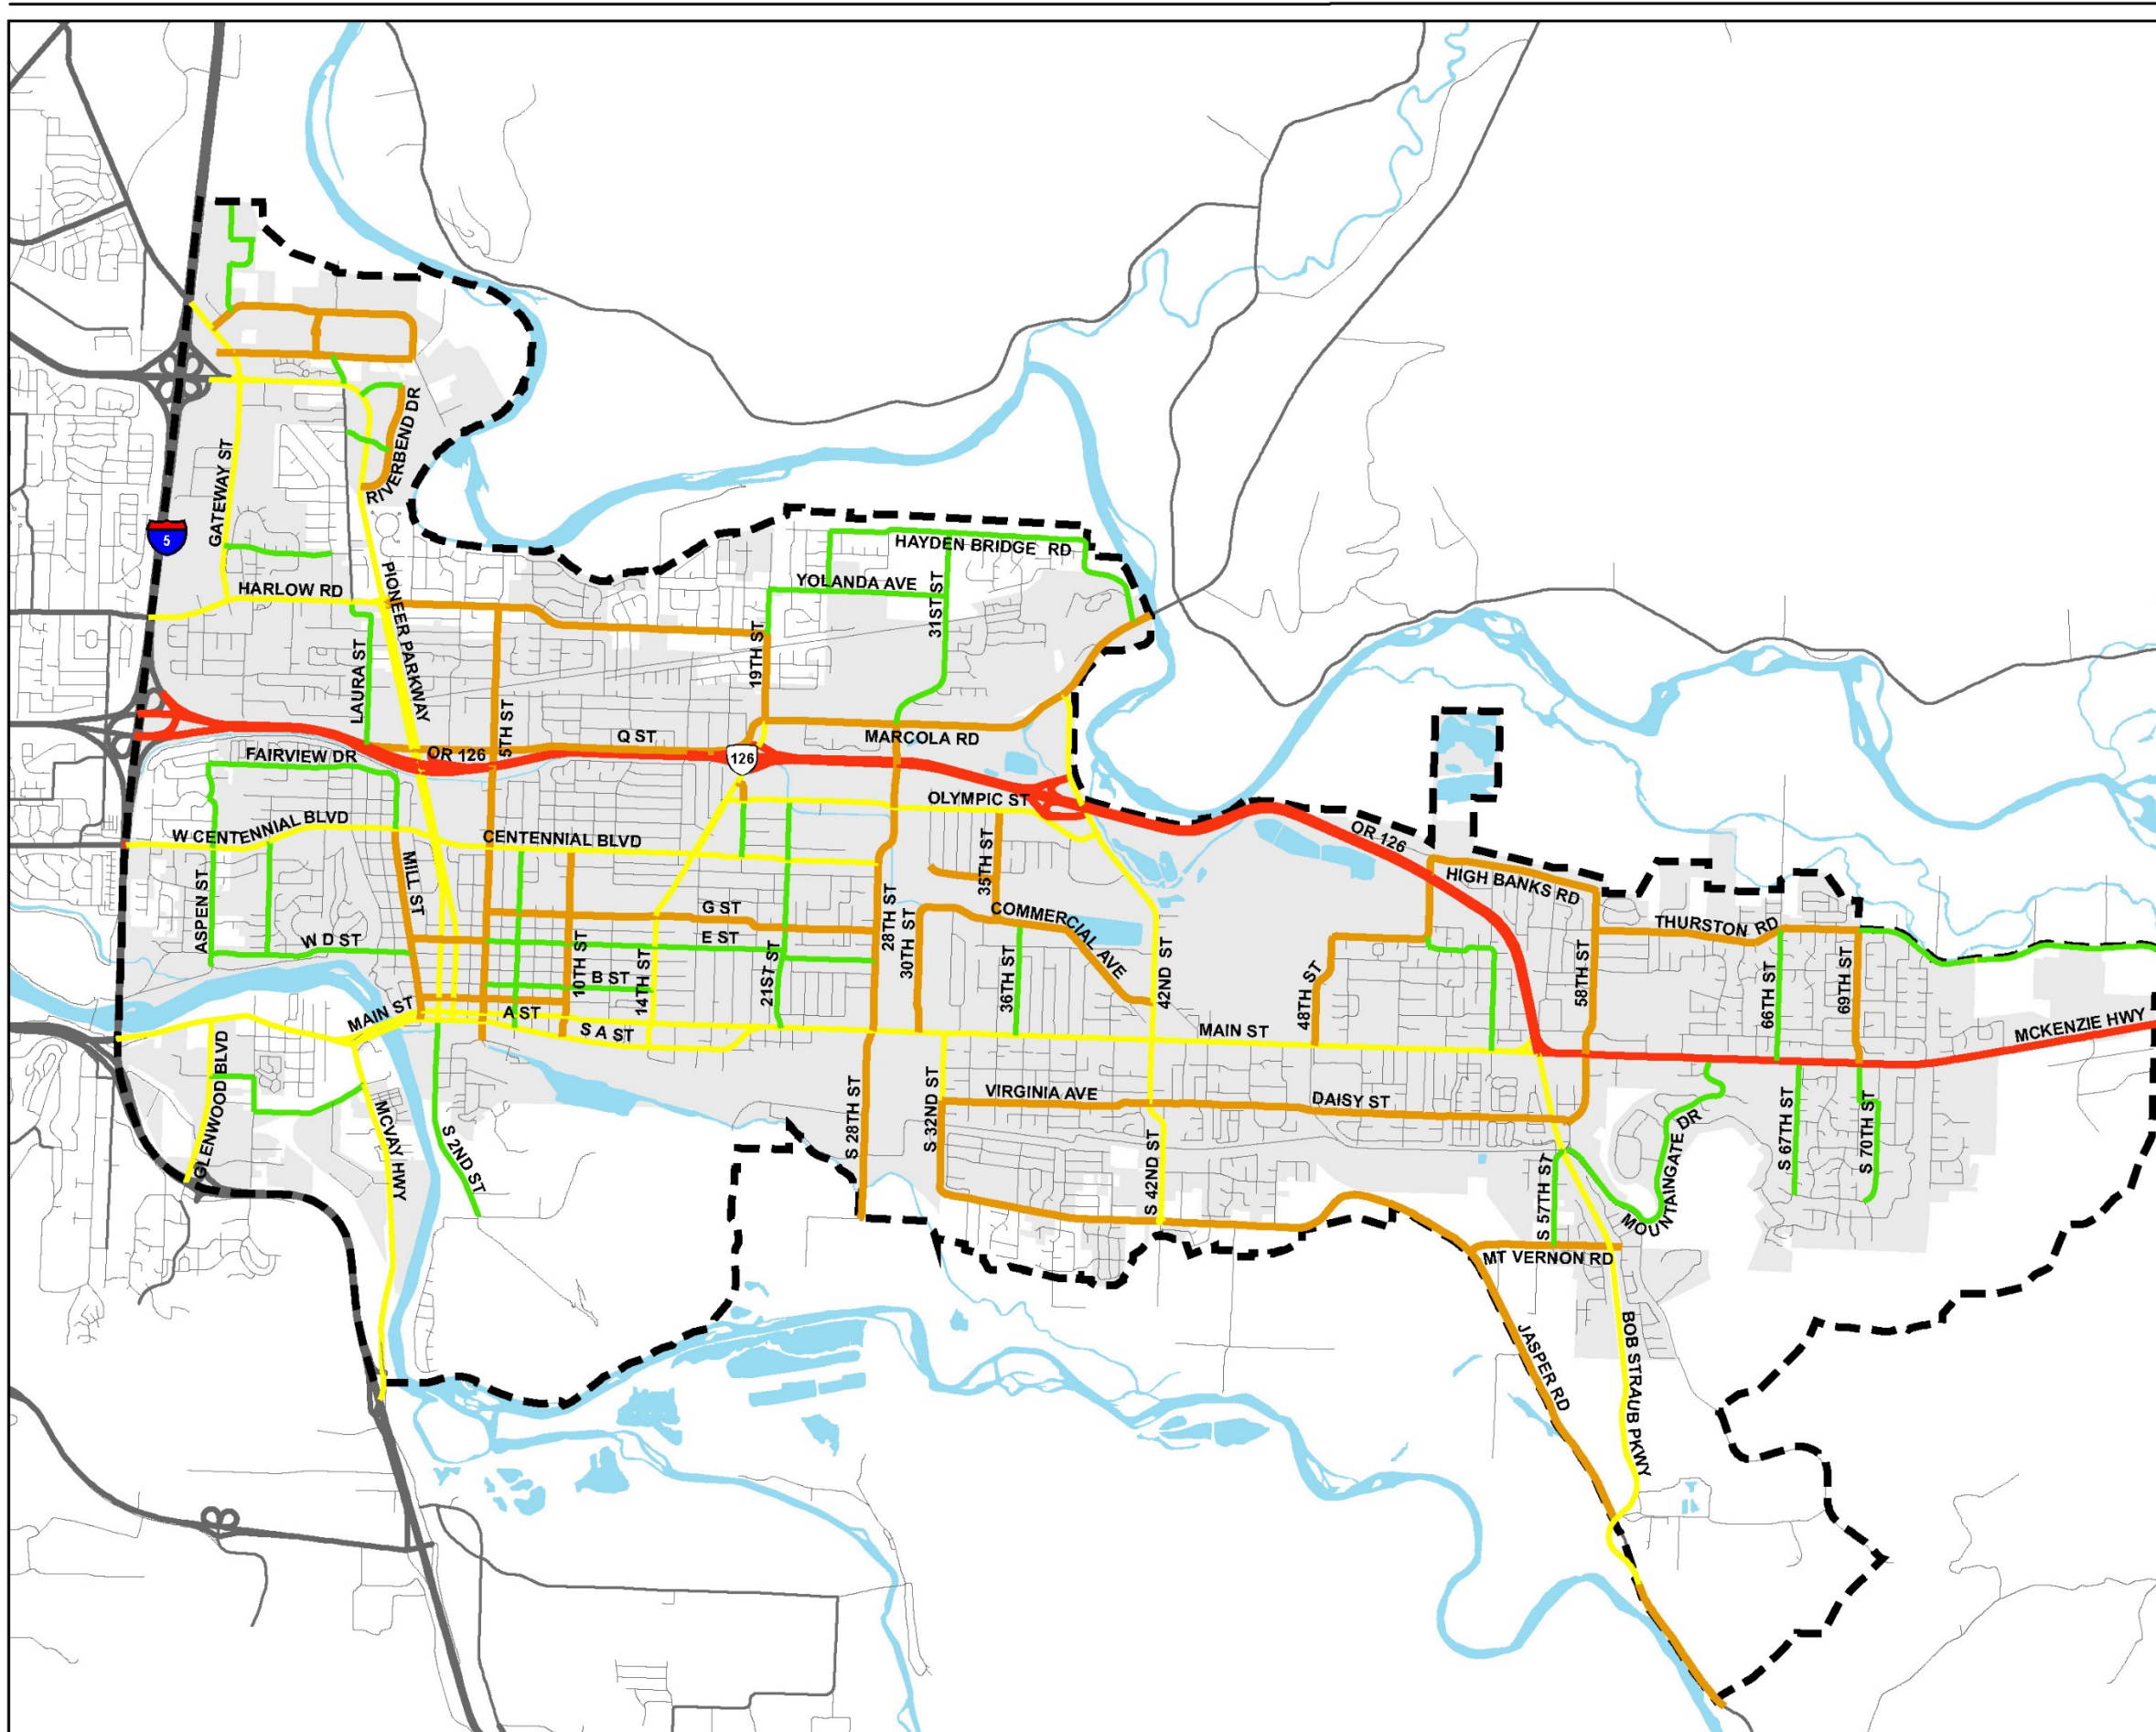 RIVERBEND DR
GATEWAY ST
5
HAYDEN BRIDGE RD
YOLANDA AVE
HARLOW RD
PIONEER PARKWAY
31ST ST
LAURA ST
19TH ST
5TH ST
Q ST
MARCOLA RD
FAIRVIEW DR
OR 126
126
OLYMPIC ST
W CENTENNIAL BLVD
CENTENNIAL BLVD
OR 126
35TH ST
MILL ST
HIGH BANKS RD
ASPEN ST
G ST
28TH ST
COMMERCIAL AVE
THURSTON RD
W D ST
E ST
30TH ST
10TH ST
B ST
14TH ST
21ST ST
36TH ST
42ND ST
48TH ST
58TH ST
66TH ST
69TH ST
MAIN ST
A ST
S A ST
MAIN ST
MCKENZIE HWY
GLENWOOD BLVD
VIRGINIA AVE
DAISY ST
MCVAY HWY
S 2ND ST
S 28TH ST
S 32ND ST
S 42ND ST
S 57TH ST
MOUNTAINGATE DR
S 67TH ST
S 70TH ST
MT VERNON RD
JASPER RD
BOB STRAUB PKWY